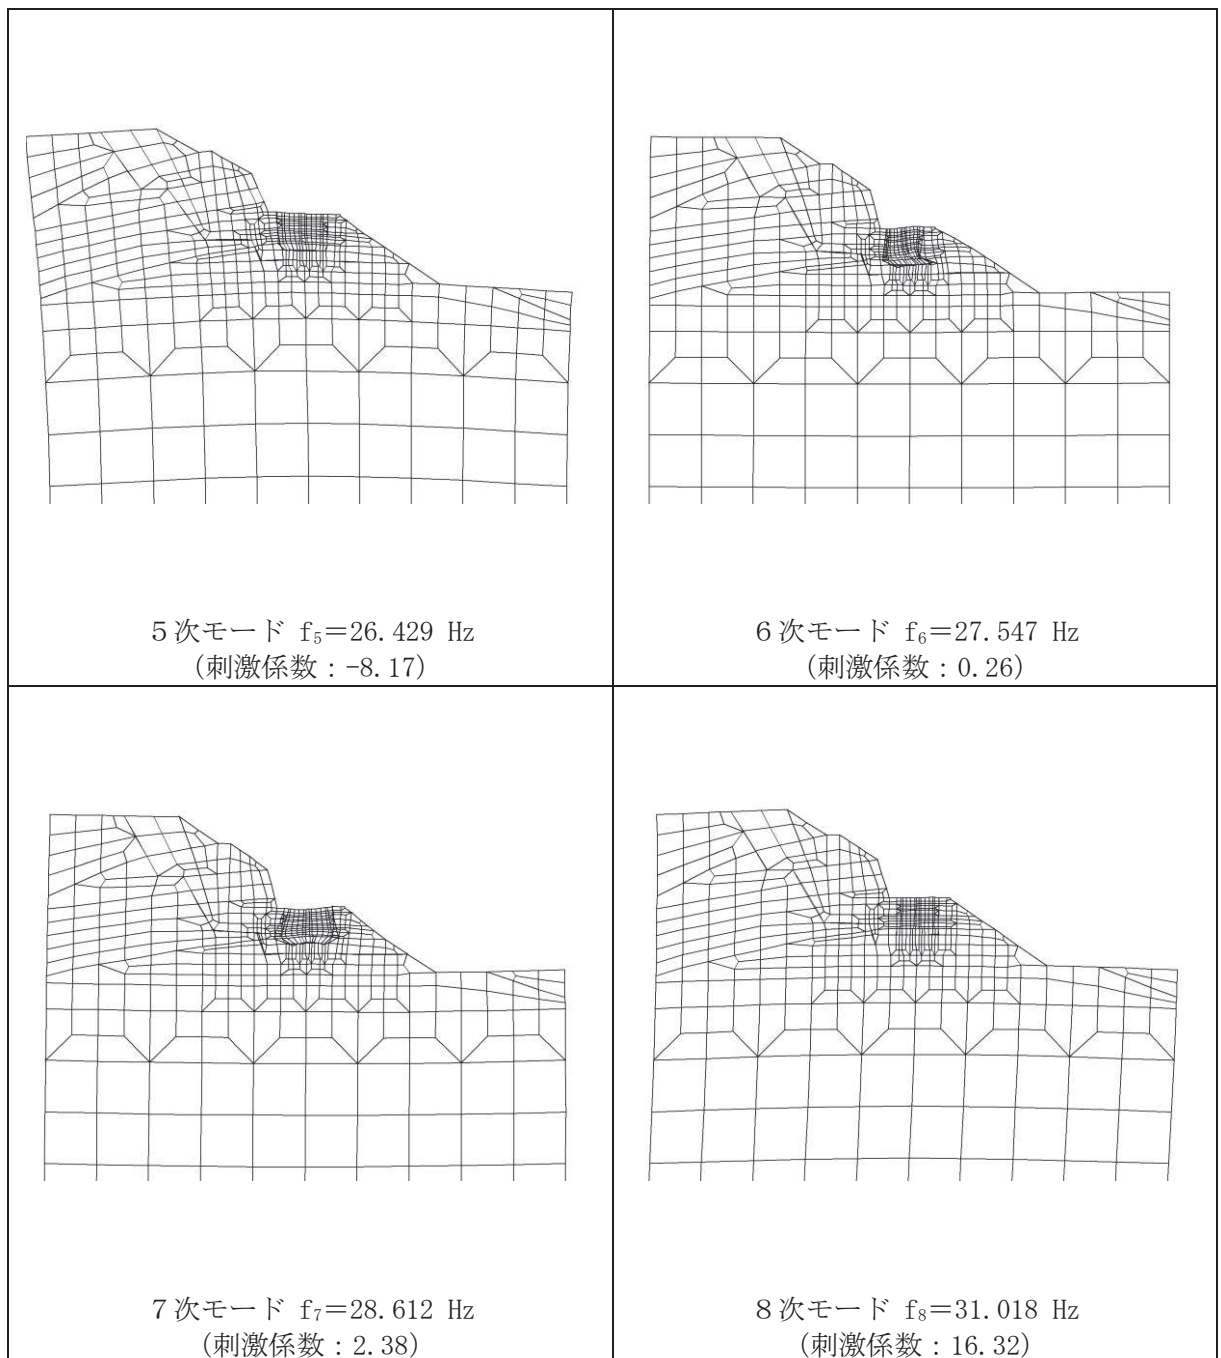 5次モード f₅=26.429 Hz
(刺激係数:-8.17)
6次モード f₆=27.547 Hz
(刺激係数:0.26)
7次モード f₇=28.612 Hz
(刺激係数:2.38)
8次モード f₈=31.018 Hz
(刺激係数:16.32)